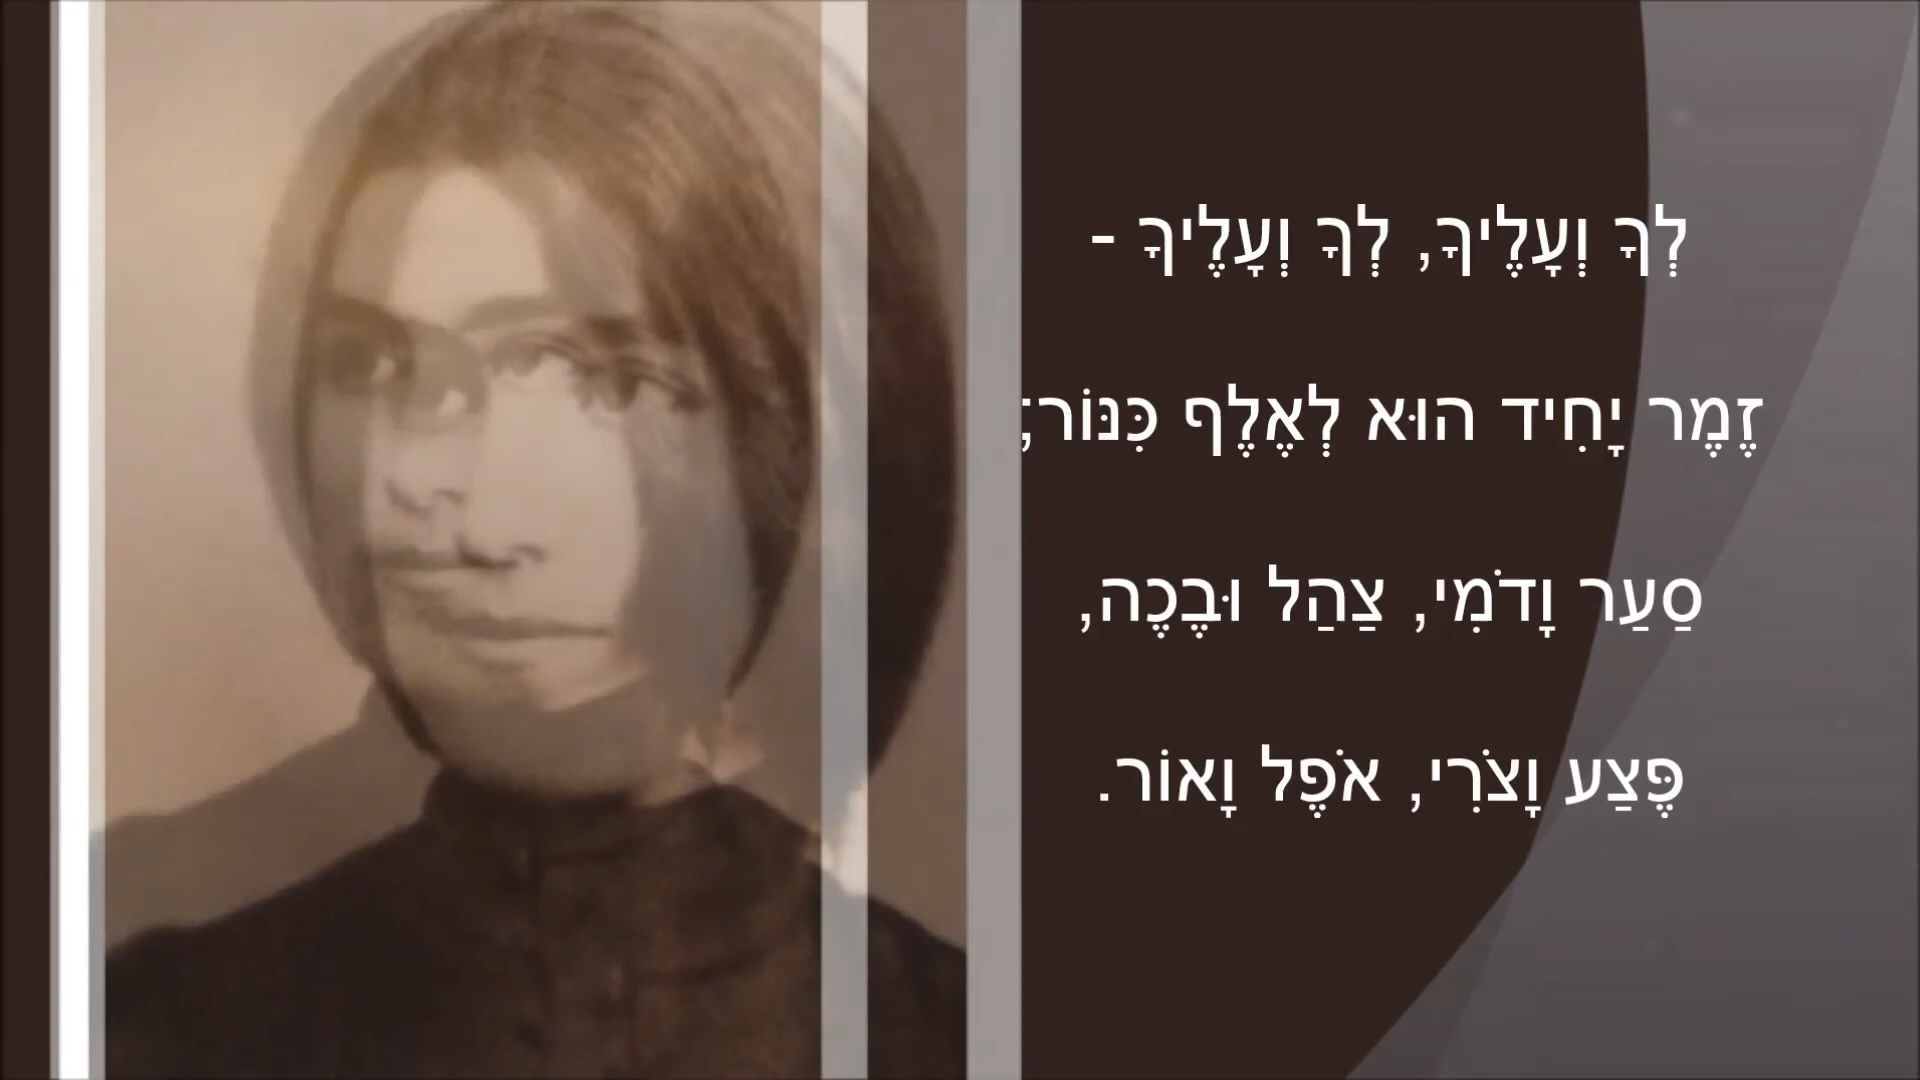 לְךָ וְעָלֶיךָ, לְךָ וְעָלֶיךָ -
זֶמֶר יָחִיד הוּא לְאֶלֶף כִּנּוֹר;
סַעַר וָדֹמִי, צַהַל וּבֶכֶה,
פֶּצַע וָצֹרִי, אֹפֶל וָאוֹר.